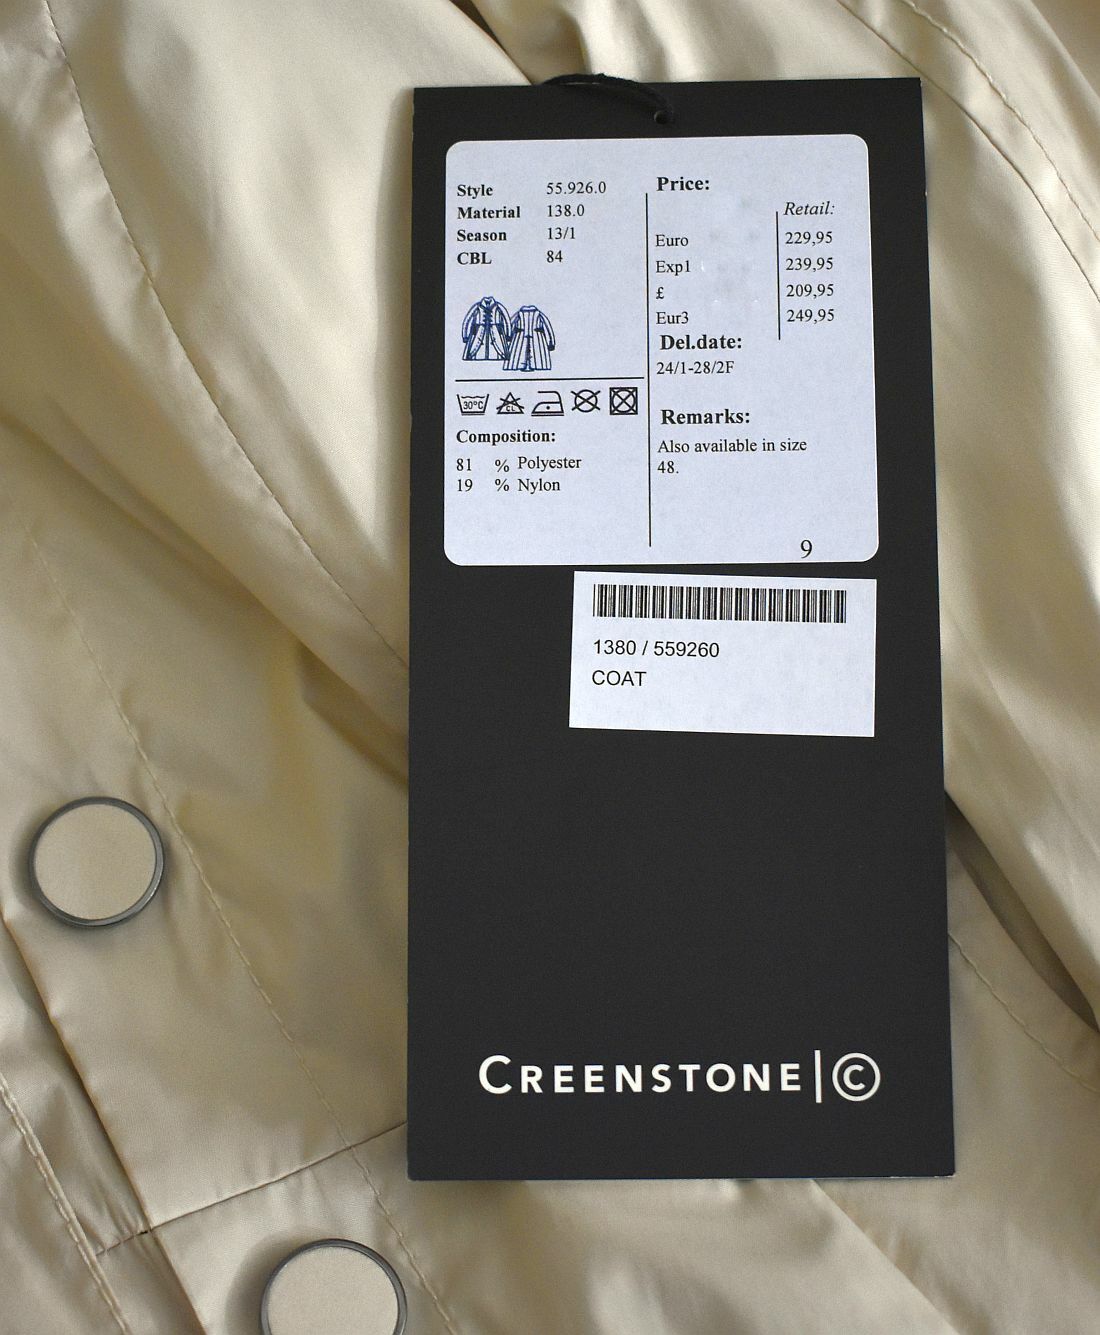 Style 55.926.0
Material 138.0
Season 13/1
CBL 84
30°C CL
Composition:
81 % Polyester
19 % Nylon
Price:
Retail:
Euro 229,95
Exp1 239,95
£ 209,95
Eur3 249,95
Del.date:
24/1-28/2F
Remarks:
Also available in size
48.
9
1380 / 559260
COAT
CREENSTONE|©